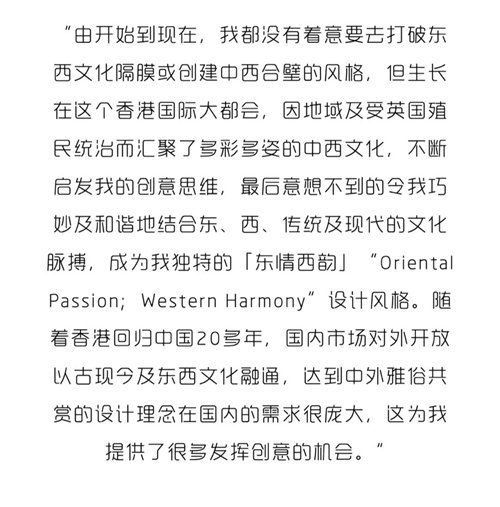 “由开始到现在，我都没有着意要去打破东
西文化隔膜或创建中西合壁的风格，但生长
在这个香港国际大都会，因地域及受英国殖
民统治而汇聚了多彩多姿的中西文化，不断
启发我的创意思维，最后意想不到的令我巧
妙及和谐地结合东、西、传统及现代的文化
脉搏，成为我独特的「东情西韵」“Oriental
Passion；Western Harmony”设计风格。随
着香港回归中国20多年，国内市场对外开放
以古现今及东西文化融通，达到中外雅俗共
赏的设计理念在国内的需求很庞大，这为我
提供了很多发挥创意的机会。“